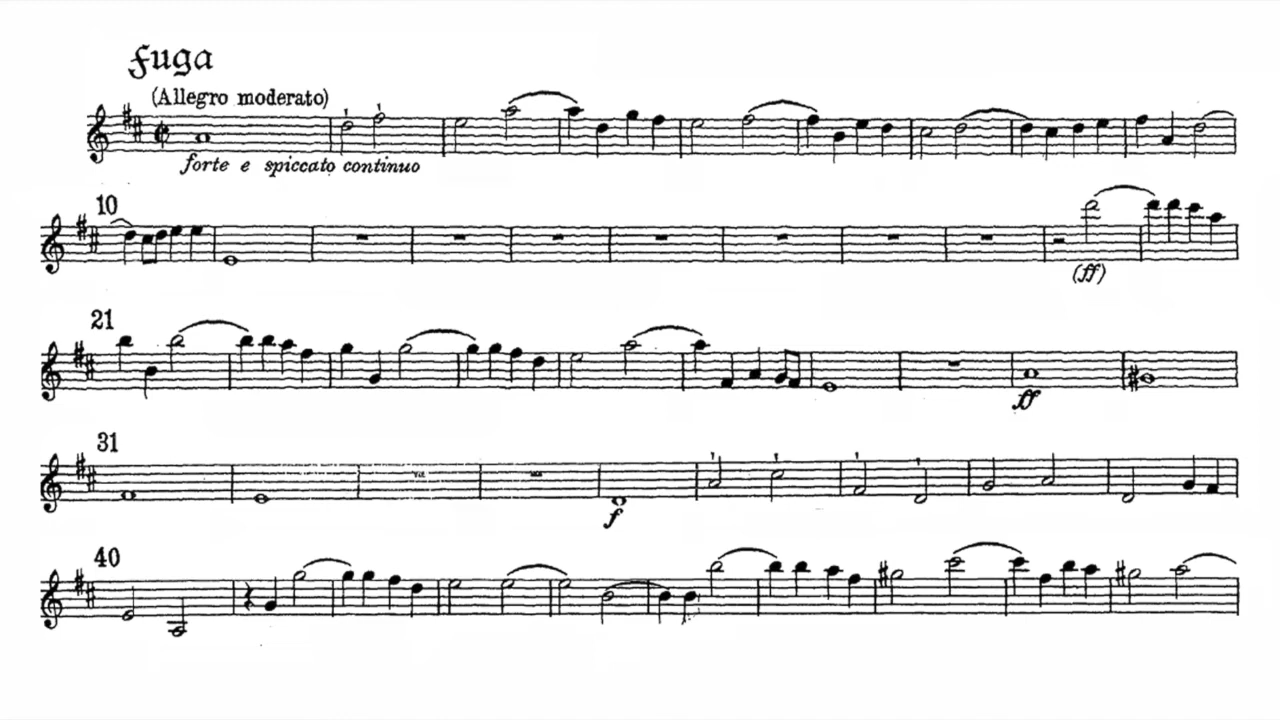 Fuga
(Allegro moderato)
forte e spiccato continuo
10
(ff)
21
ff
31
f
40